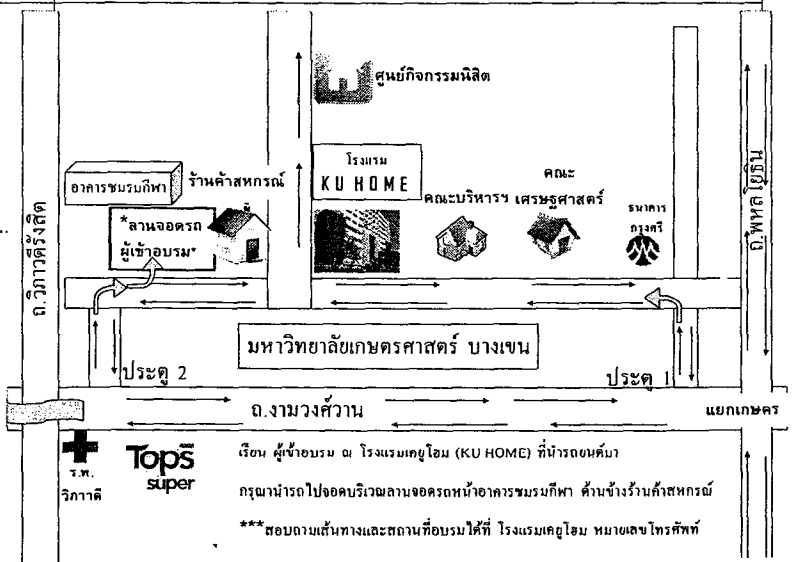 ศูนย์กิจกรรมนิสิต
โรงแรม
KU HOME
คณะบริหารฯ
คณะ
เศรษฐศาสตร์
ธนาคาร
กรุงศรี
อาคารชมรมกีฬา
ร้านค้าสหกรณ์
*ลานจอดรถ
ผู้เข้าอบรม*
ถ.วิภาวดีรังสิต
ถ.พหลโยธิน
มหาวิทยาลัยเกษตรศาสตร์ บางเขน
ประตู 2
ประตู 1
ถ.งามวงศ์วาน
แยกเกษตร
ร.พ.
วิภาวดี
Tops
super
เรียน ผู้เข้าอบรม ณ โรงแรมเคยูโฮม (KU HOME) ที่นำรถยนต์มา
กรุณานำรถไปจอดบริเวณลานจอดรถหน้าอาคารชมรมกีฬา ด้านข้างร้านค้าสหกรณ์
***สอบถามเส้นทางและสถานที่อบรมได้ที่ โรงแรมเคยูโฮม หมายเลขโทรศัพท์